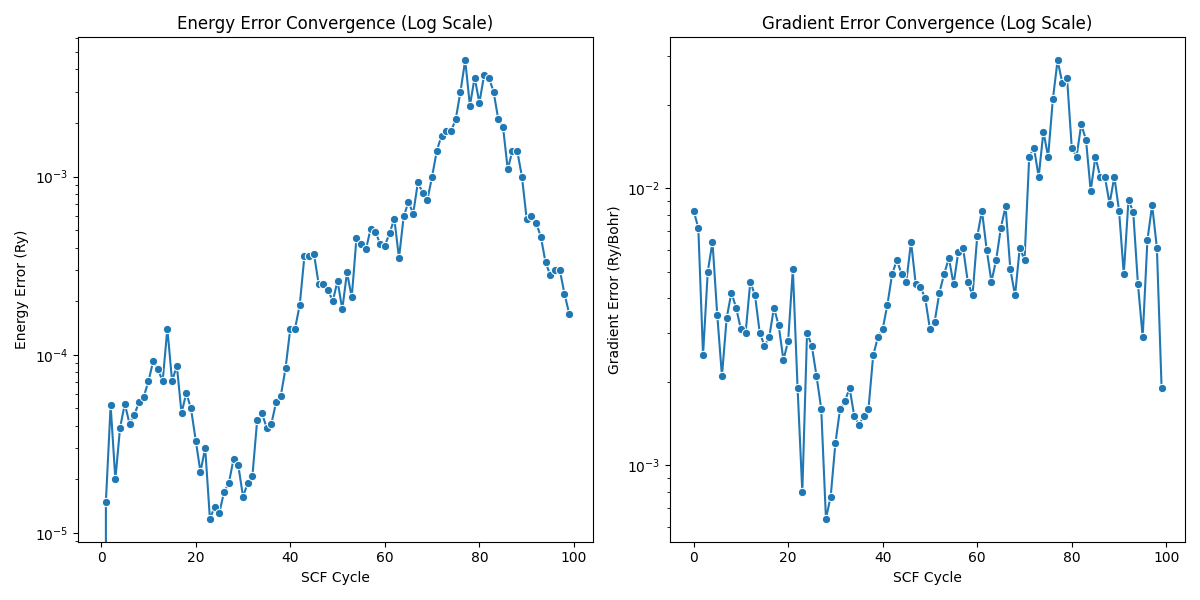 Energy Error Convergence (Log Scale)
Energy Error (Ry)
10⁻³
10⁻⁴
10⁻⁵
0 20 40 60 80 100
SCF Cycle
Gradient Error Convergence (Log Scale)
Gradient Error (Ry/Bohr)
10⁻²
10⁻³
0 20 40 60 80 100
SCF Cycle